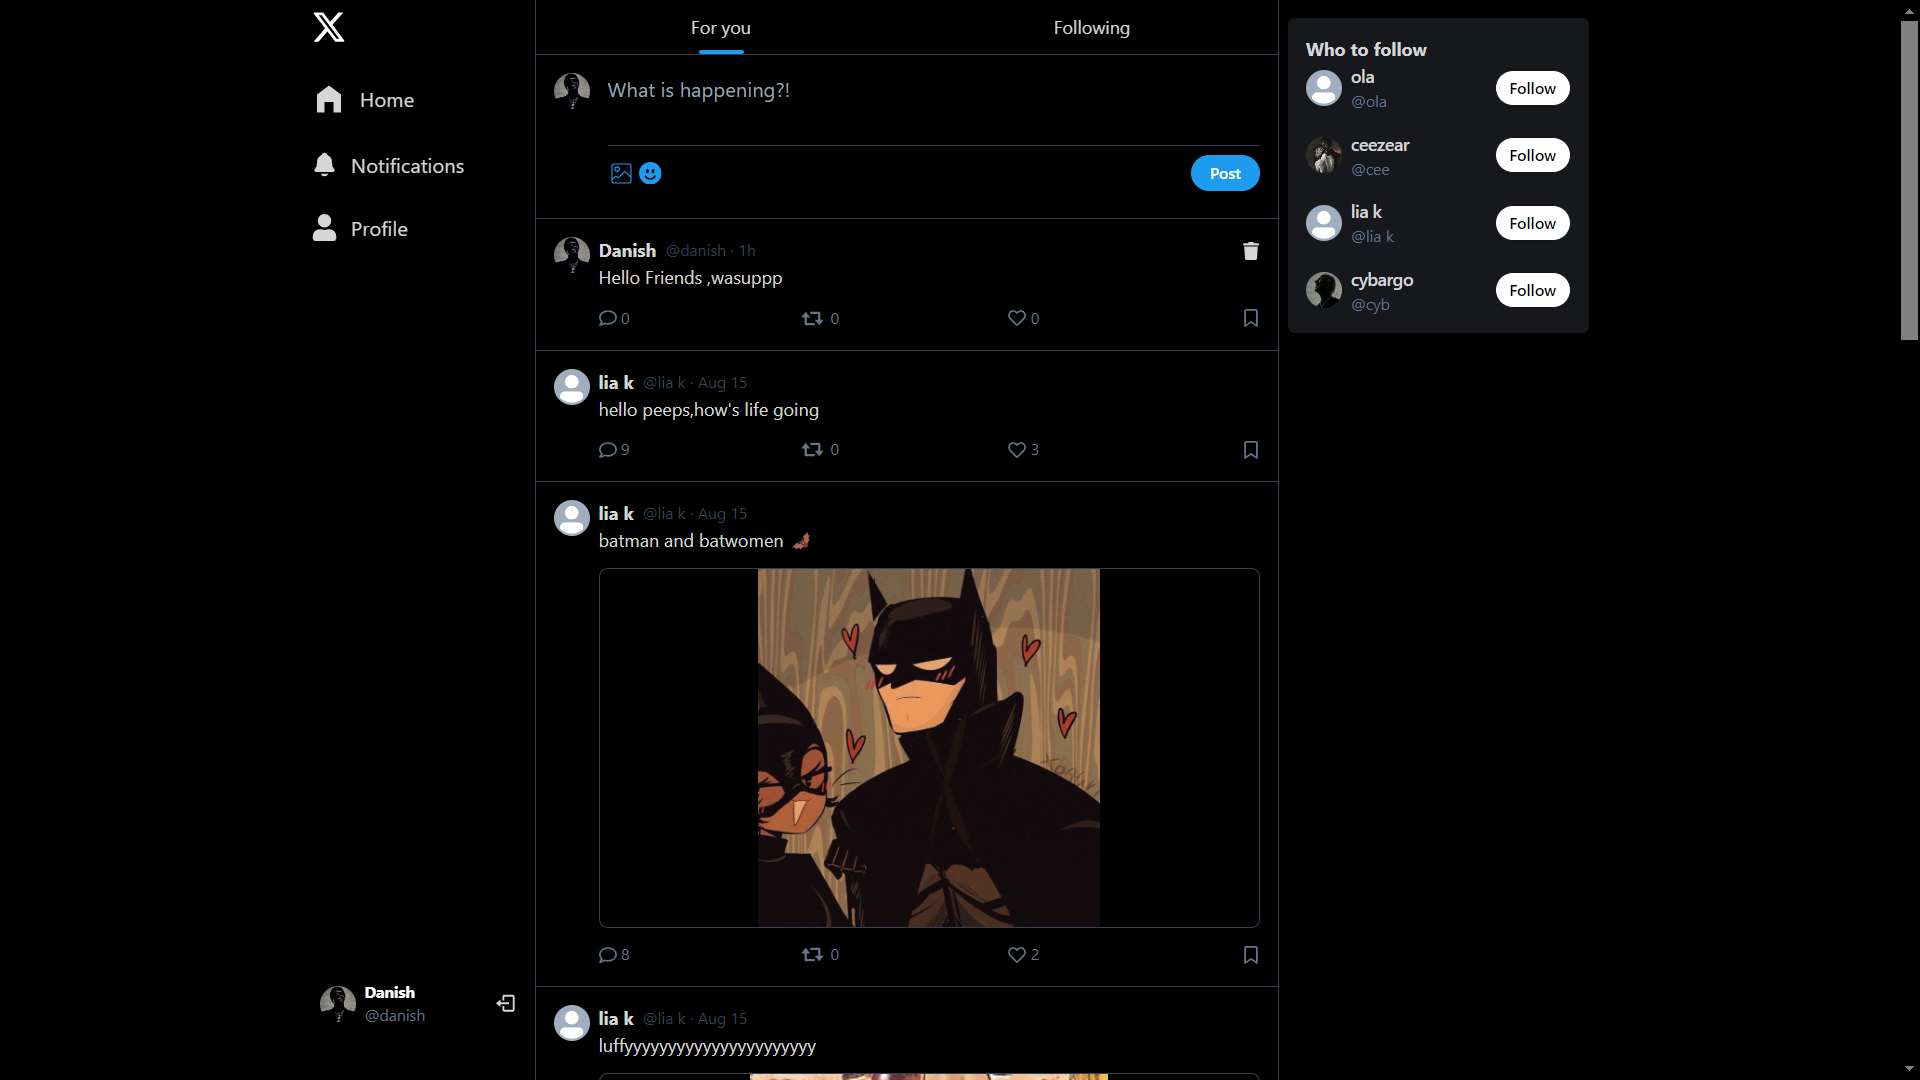 Home
Notifications
Profile
Danish
@danish
For you
Following
What is happening?!
Post
Danish @danish · 1h
Hello Friends ,wasuppp
0 0 0
lia k @lia k · Aug 15
hello peeps,how's life going
9 0 3
lia k @lia k · Aug 15
batman and batwomen 🦇
8 0 2
lia k @lia k · Aug 15
luffyyyyyyyyyyyyyyyyyyyyyyy
Who to follow
ola
@ola
Follow
ceezear
@cee
Follow
lia k
@lia k
Follow
cybargo
@cyb
Follow